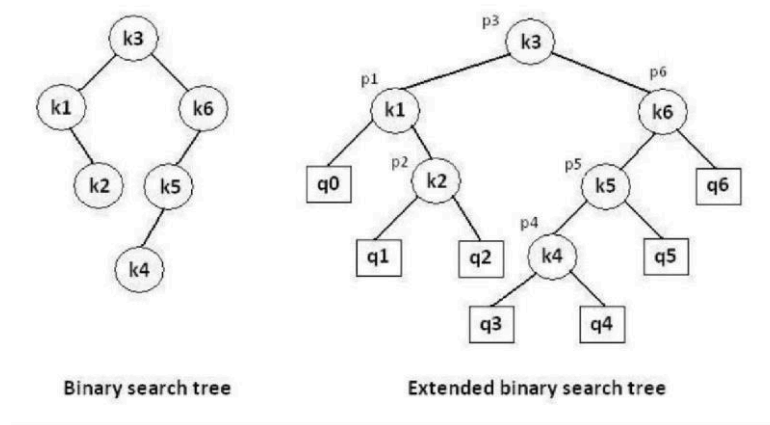 k3
k1
k6
k2
k5
k4
Binary search tree
p3
k3
p1
p6
k1
k6
q0
p2
k2
p5
k5
q6
q1
q2
p4
k4
q5
q3
q4
Extended binary search tree